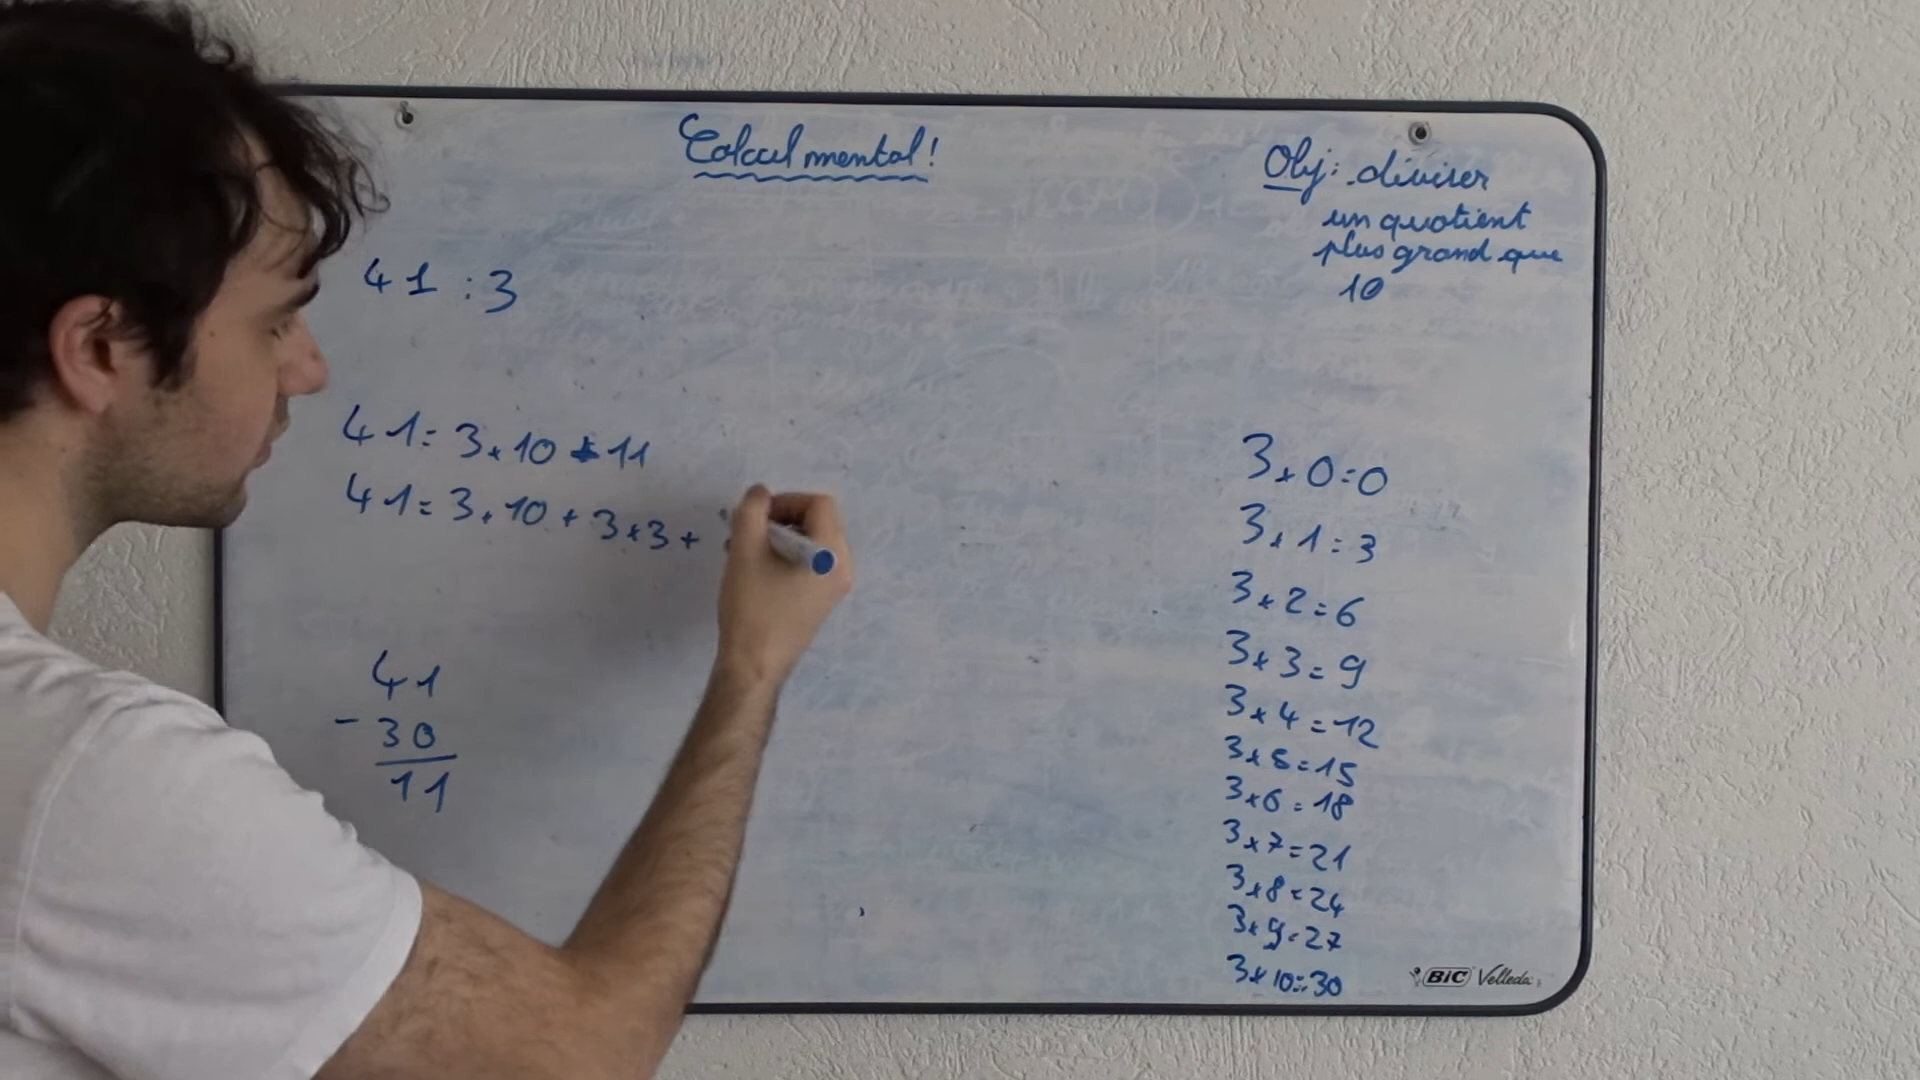 Calcul mental!
Obj: diviser
un quotient
plus grand que
10
41 : 3
41 = 3 × 10 + 11
41 = 3 × 10 + 3 × 3 +
41
- 30
11
3 × 0 = 0
3 × 1 = 3
3 × 2 = 6
3 × 3 = 9
3 × 4 = 12
3 × 5 = 15
3 × 6 = 18
3 × 7 = 21
3 × 8 = 24
3 × 9 = 27
3 × 10 = 30
BIC Velleda